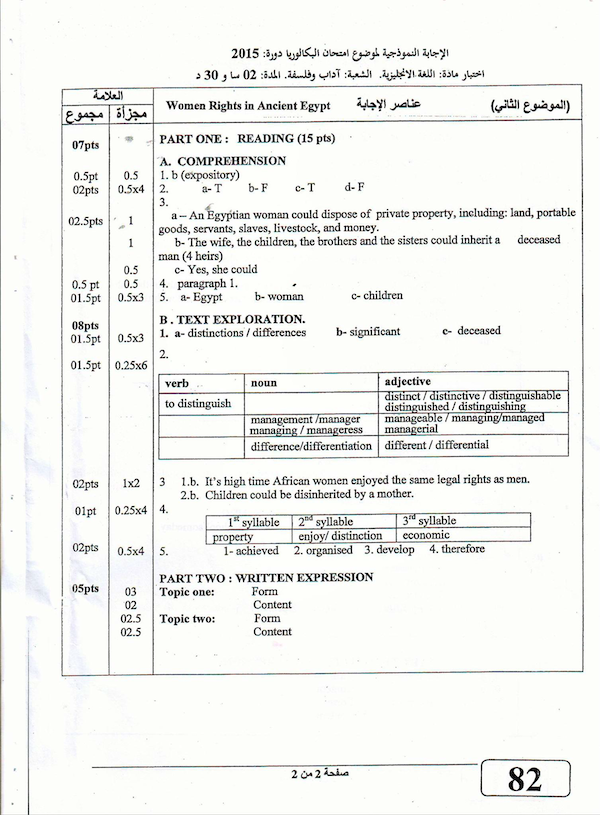 الإجابة النموذجية لموضوع امتحان البكالوريا دورة: 2015
اختبار مادة: اللغة الانجليزية. الشعبة: آداب وفلسفة. المدة: 02 سا و 30 د
العلامة
مجموع مجزأة Women Rights in Ancient Egypt عناصر الإجابة (الموضوع الثاني)
07pts PART ONE : READING (15 pts)
A. COMPREHENSION
0.5pt 0.5 1. b (expository)
02pts 0.5x4 2. a- T b- F c- T d- F
3.
02.5pts 1 a – An Egyptian woman could dispose of private property, including: land, portable
goods, servants, slaves, livestock, and money.
1 b- The wife, the children, the brothers and the sisters could inherit a deceased
man (4 heirs)
0.5 c- Yes, she could
0.5 pt 0.5 4. paragraph 1.
01.5pt 0.5x3 5. a- Egypt b- woman c- children
08pts B . TEXT EXPLORATION.
01.5pt 0.5x3 1. a- distinctions / differences b- significant c- deceased
2.
01.5pt 0.25x6
verb noun adjective
to distinguish distinct / distinctive / distinguishable
distinguished / distinguishing
management /manager manageable / managing/managed
managing / manageress managerial
difference/differentiation different / differential
02pts 1x2 3 1.b. It's high time African women enjoyed the same legal rights as men.
2.b. Children could be disinherited by a mother.
01pt 0.25x4 4.
1st syllable 2nd syllable 3rd syllable
property enjoy/ distinction economic
02pts 0.5x4 5. 1- achieved 2. organised 3. develop 4. therefore
PART TWO : WRITTEN EXPRESSION
05pts 03 Topic one: Form
02 Content
02.5 Topic two: Form
02.5 Content
صفحة 2 من 2
82